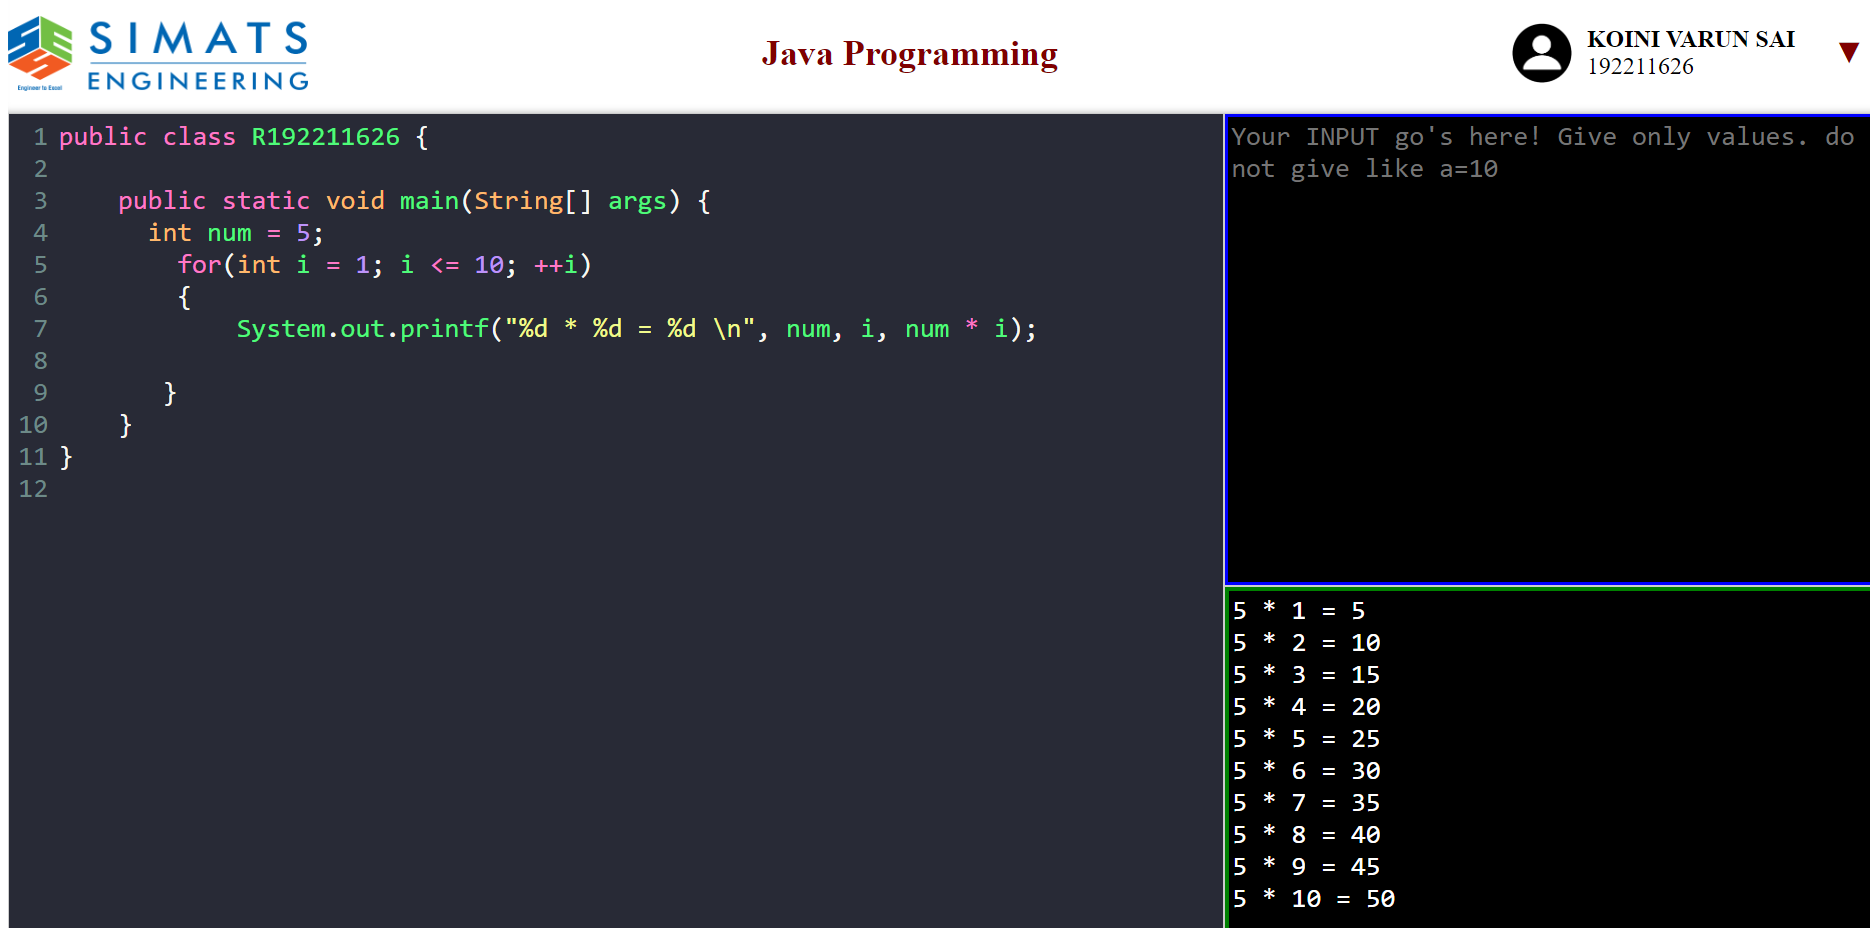 SIMATS
ENGINEERING
Engineer to Excel
Java Programming
KOINI VARUN SAI
192211626
▼
1 public class R192211626 {
2
3     public static void main(String[] args) {
4       int num = 5;
5         for(int i = 1; i <= 10; ++i)
6         {
7             System.out.printf("%d * %d = %d \n", num, i, num * i);
8
9        }
10     }
11 }
12
Your INPUT go's here! Give only values. do
not give like a=10
5 * 1 = 5
5 * 2 = 10
5 * 3 = 15
5 * 4 = 20
5 * 5 = 25
5 * 6 = 30
5 * 7 = 35
5 * 8 = 40
5 * 9 = 45
5 * 10 = 50